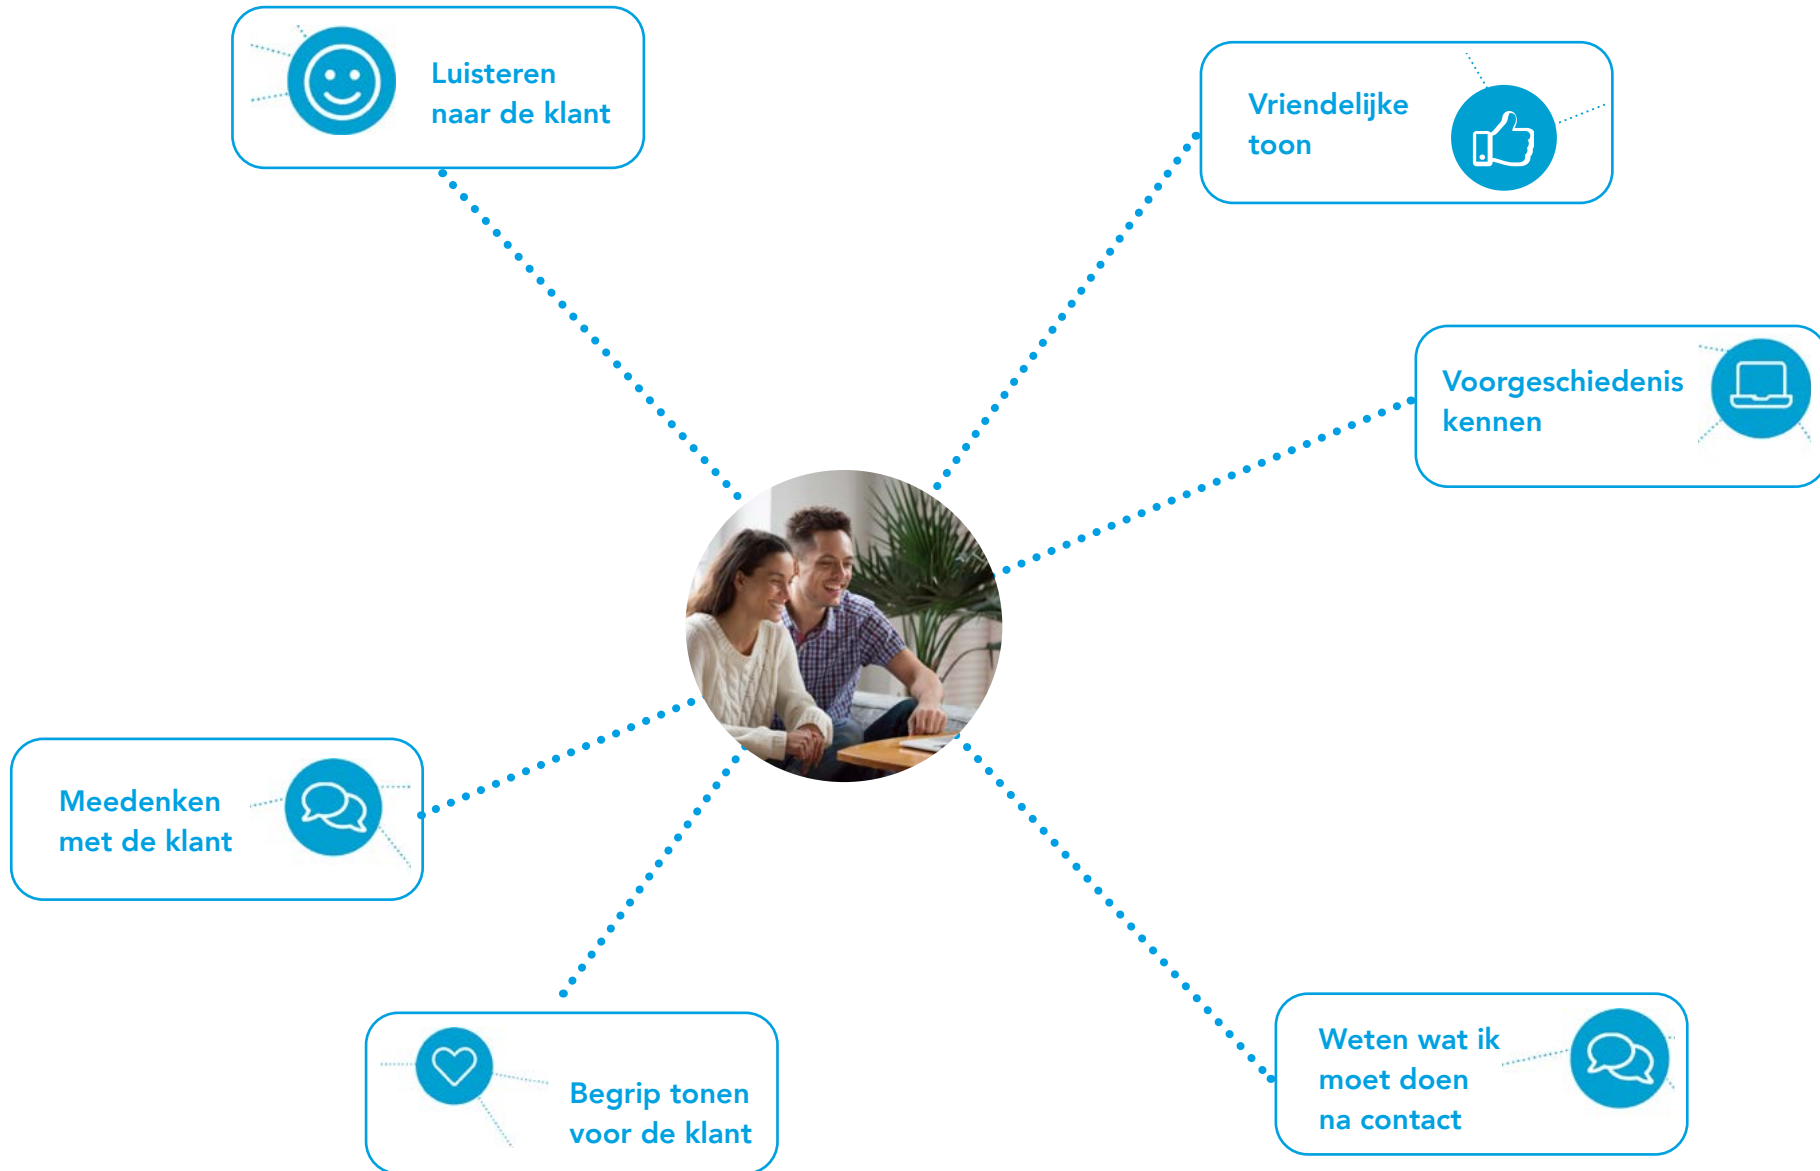 Luisteren
naar de klant
Vriendelijke
toon
Voorgeschiedenis
kennen
Meedenken
met de klant
Weten wat ik
moet doen
na contact
Begrip tonen
voor de klant